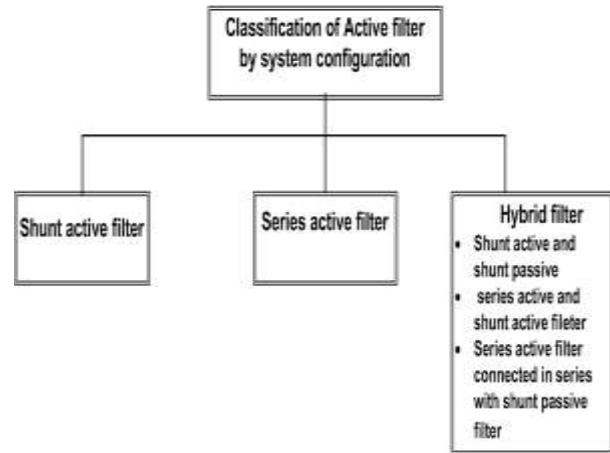 Classification of Active filter
by system configuration
Shunt active filter
Series active filter
Hybrid filter
• Shunt active and
shunt passive
• series active and
shunt active fileter
• Series active filter
connected in series
with shunt passive
filter